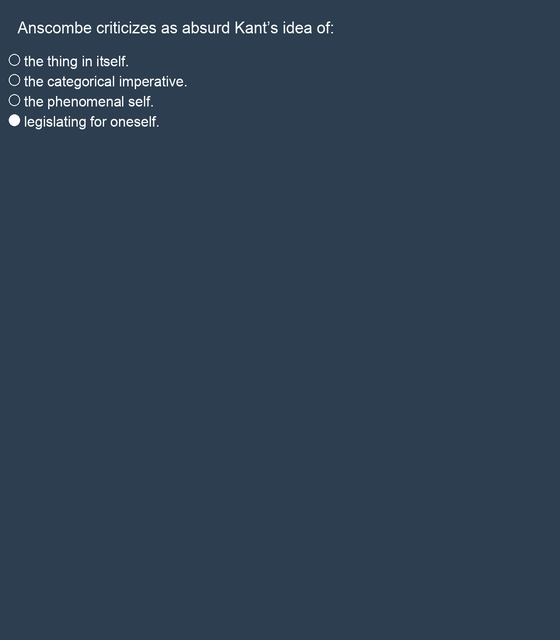 Anscombe criticizes as absurd Kant’s idea of:
the thing in itself.
the categorical imperative.
the phenomenal self.
legislating for oneself.